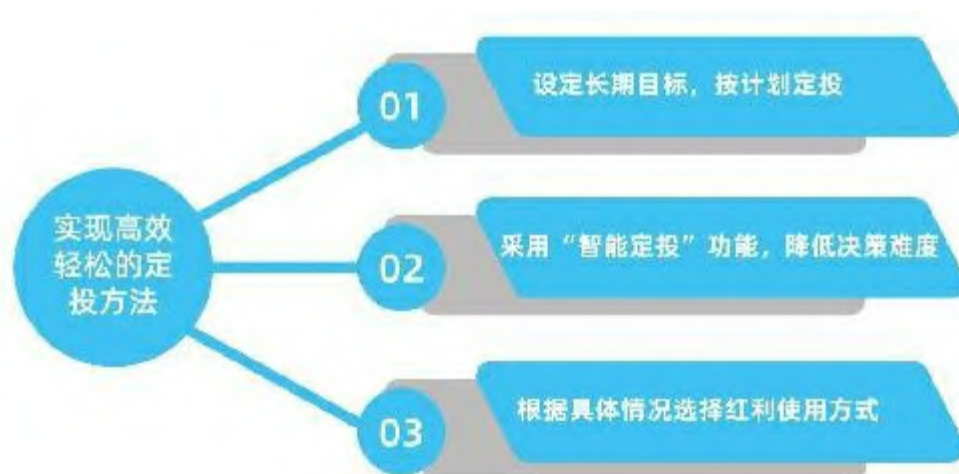 实现高效
轻松的定
投方法
01
设定长期目标，按计划定投
02
采用“智能定投”功能，降低决策难度
03
根据具体情况选择红利使用方式